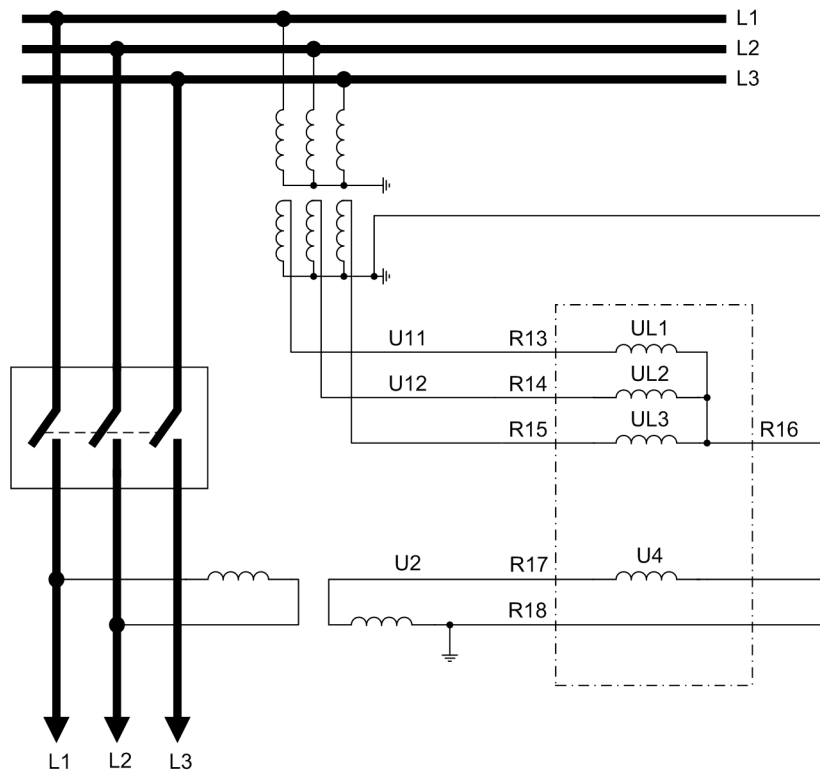 L1
L2
L3
UL1
U11 R13
UL2
U12 R14
UL3
R15 R16
U2 R17 U4
R18
L1 L2 L3